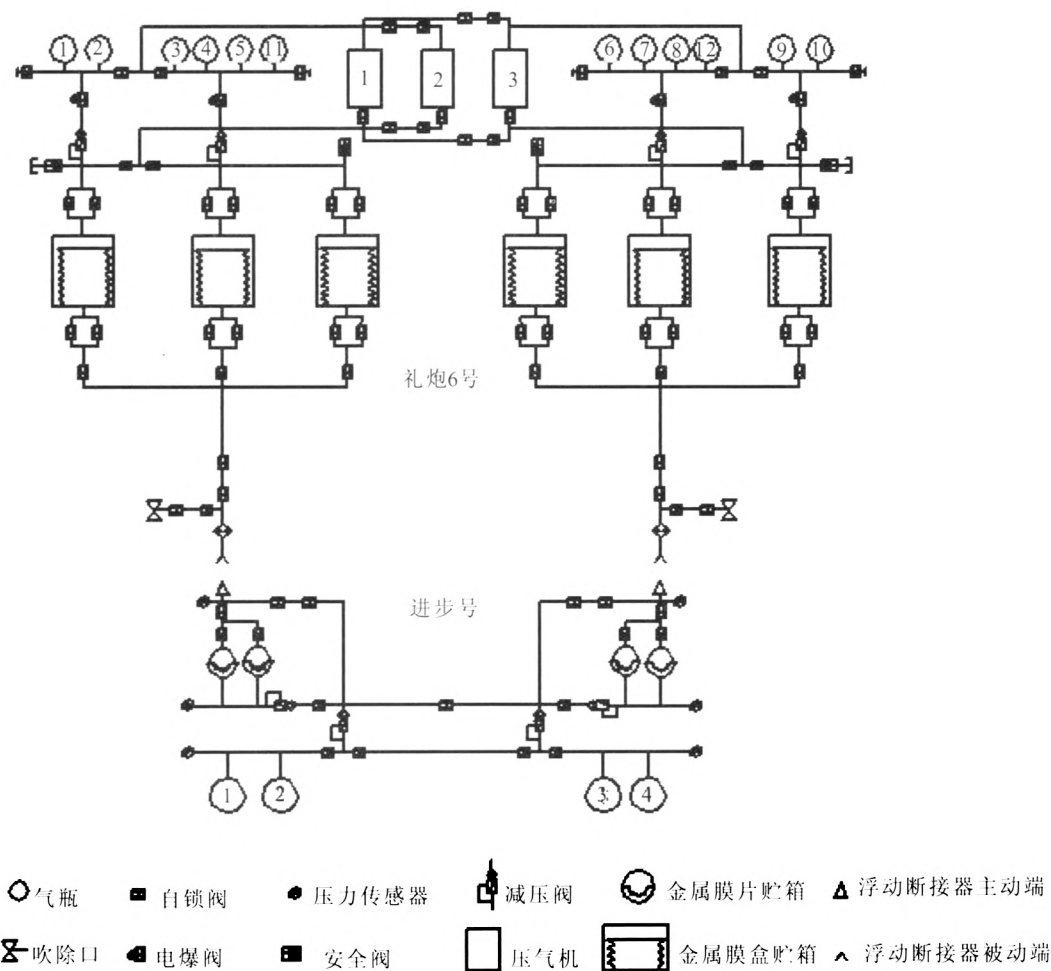 1 2 3 4 5 11 1 2 3 6 7 8 12 9 10
礼炮6号
进步号
1 2 3 4
气瓶 自锁阀 压力传感器 减压阀 金属膜片贮箱 浮动断接器主动端
吹除口 电爆阀 安全阀 压气机 金属膜盒贮箱 浮动断接器被动端